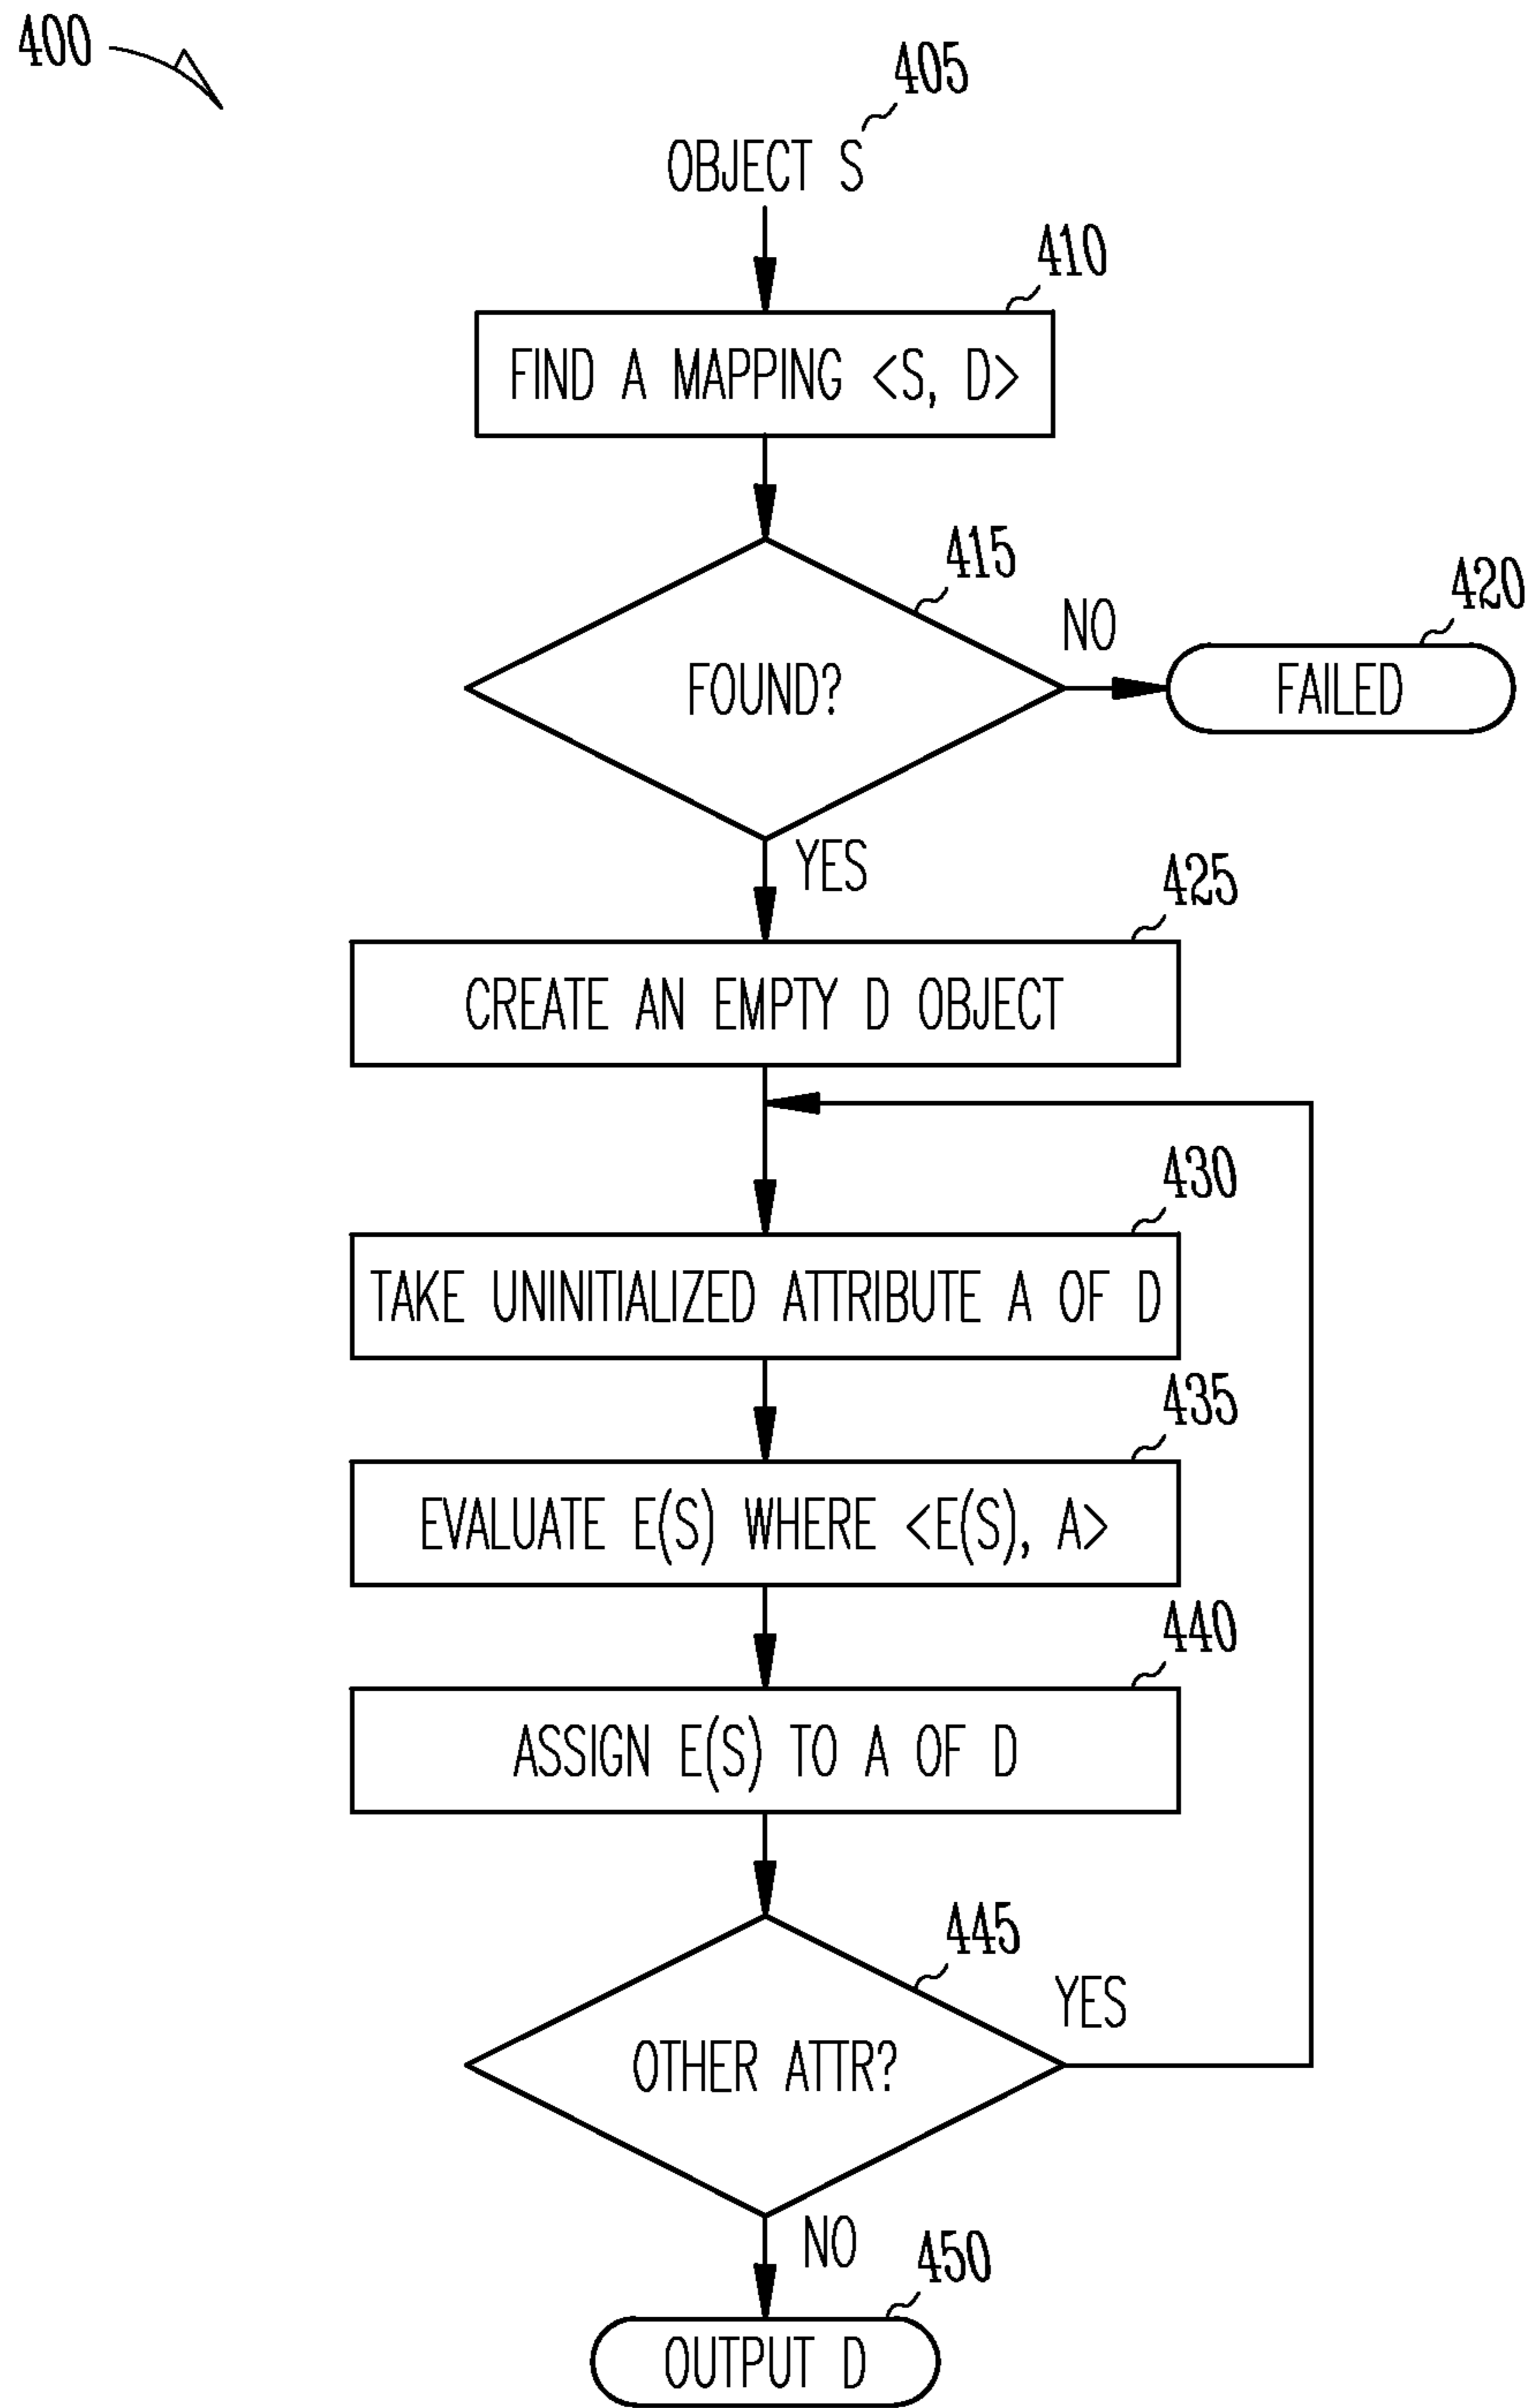 400
405
OBJECT S
410
FIND A MAPPING <S, D>
415
FOUND?
NO
420
FAILED
YES
425
CREATE AN EMPTY D OBJECT
430
TAKE UNINITIALIZED ATTRIBUTE A OF D
435
EVALUATE E(S) WHERE <E(S), A>
440
ASSIGN E(S) TO A OF D
445
OTHER ATTR?
YES
NO
450
OUTPUT D